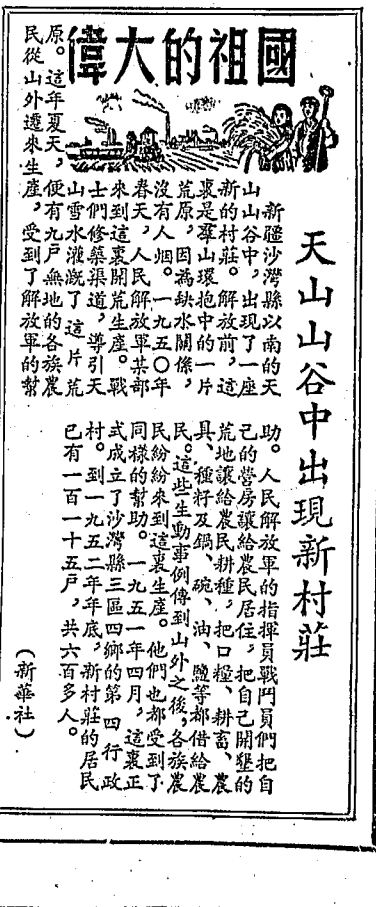 偉大的祖國
天山山谷中出現新村莊
新疆沙灣縣以南的天
山山谷中，出現了一座
新的村莊。解放前，這
裏是羣山環抱中的一片
荒原，因為缺水關係，
沒有人烟。一九五〇年
春天，人民解放軍某部
來到這裏開荒生產。戰
士們修築渠道，導引天
山雪水灌溉了這片荒
原。這年夏天，便有九戶無地的各族農
民從山外遷來生產，受到了解放軍的幫
助。人民解放軍的指揮員戰鬥員們把自
己的營房讓給農民居住，把自己開墾的
荒地讓給農民耕種，把口糧、耕畜、農
具、種籽及鍋、碗、油、鹽等都借給農
民。這些生動事例傳到山外之後，各族農
民紛紛來到這裏生產。他們也都受到了
同樣的幫助。一九五一年四月，這裏正
式成立了沙灣縣三區四鄉的第四行政
村。到一九五二年年底，新村莊的居民
已有一百一十五戶，共六百多人。
（新華社）